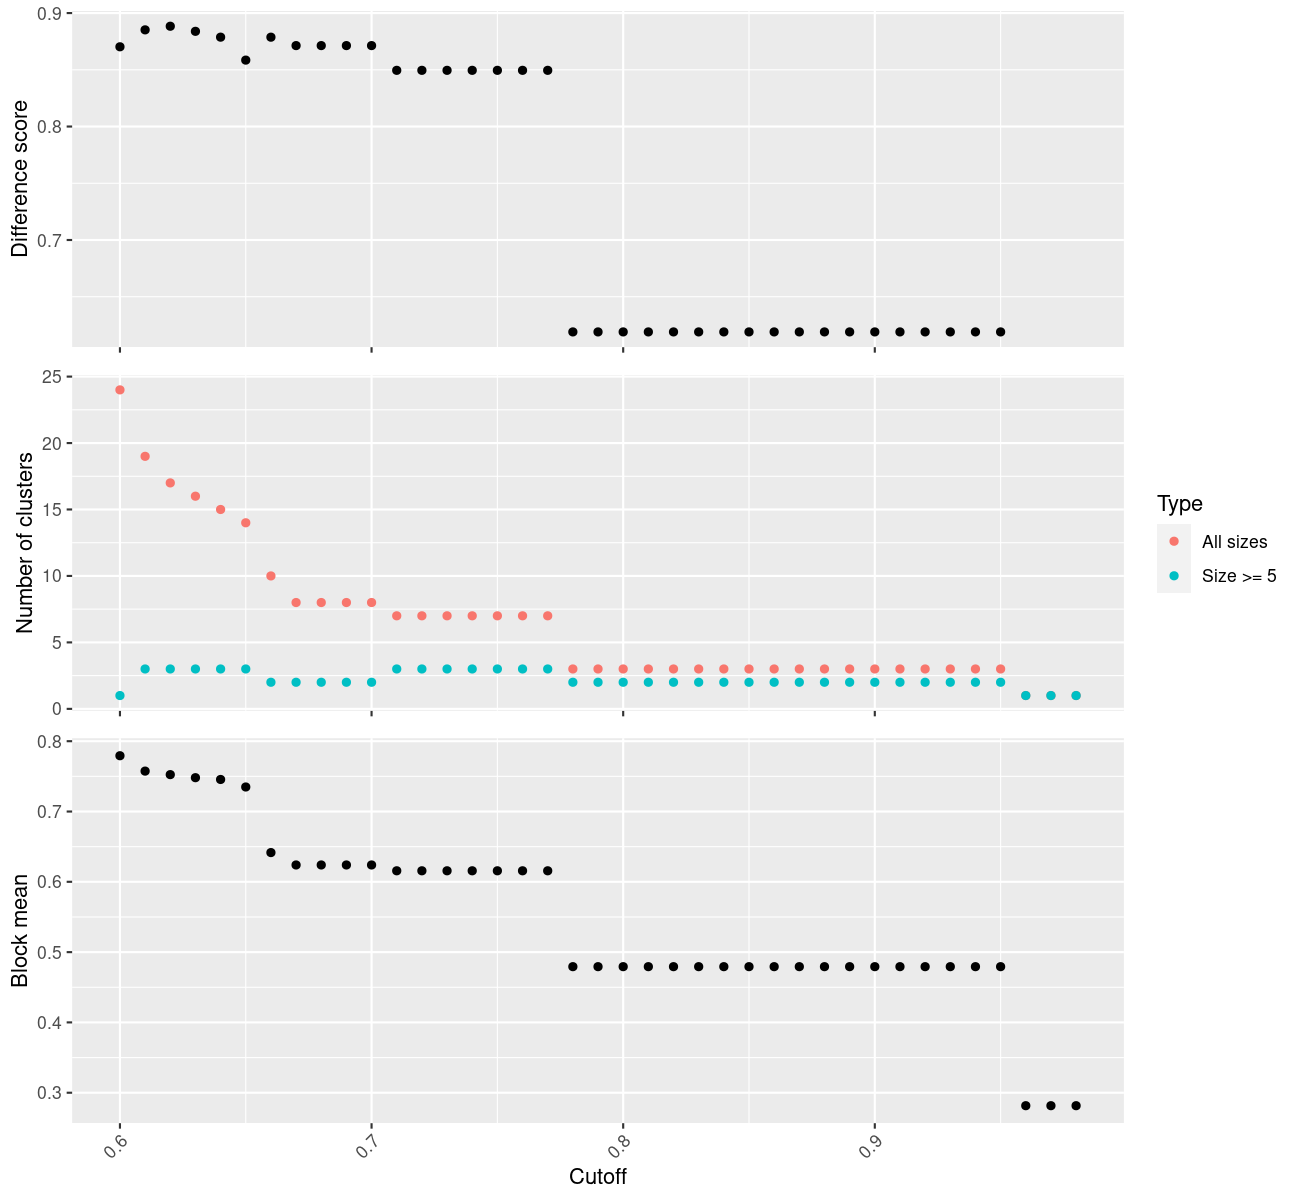 0.9
0.8
0.7
Difference score
25
20
15
10
5
0
Number of clusters
0.8
0.7
0.6
0.5
0.4
0.3
Block mean
0.6
0.7
0.8
0.9
Cutoff
Type
All sizes
Size >= 5